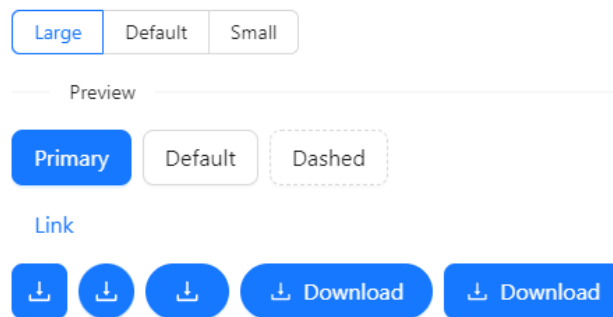 Large Default Small
Preview
Primary Default Dashed
Link
Download Download